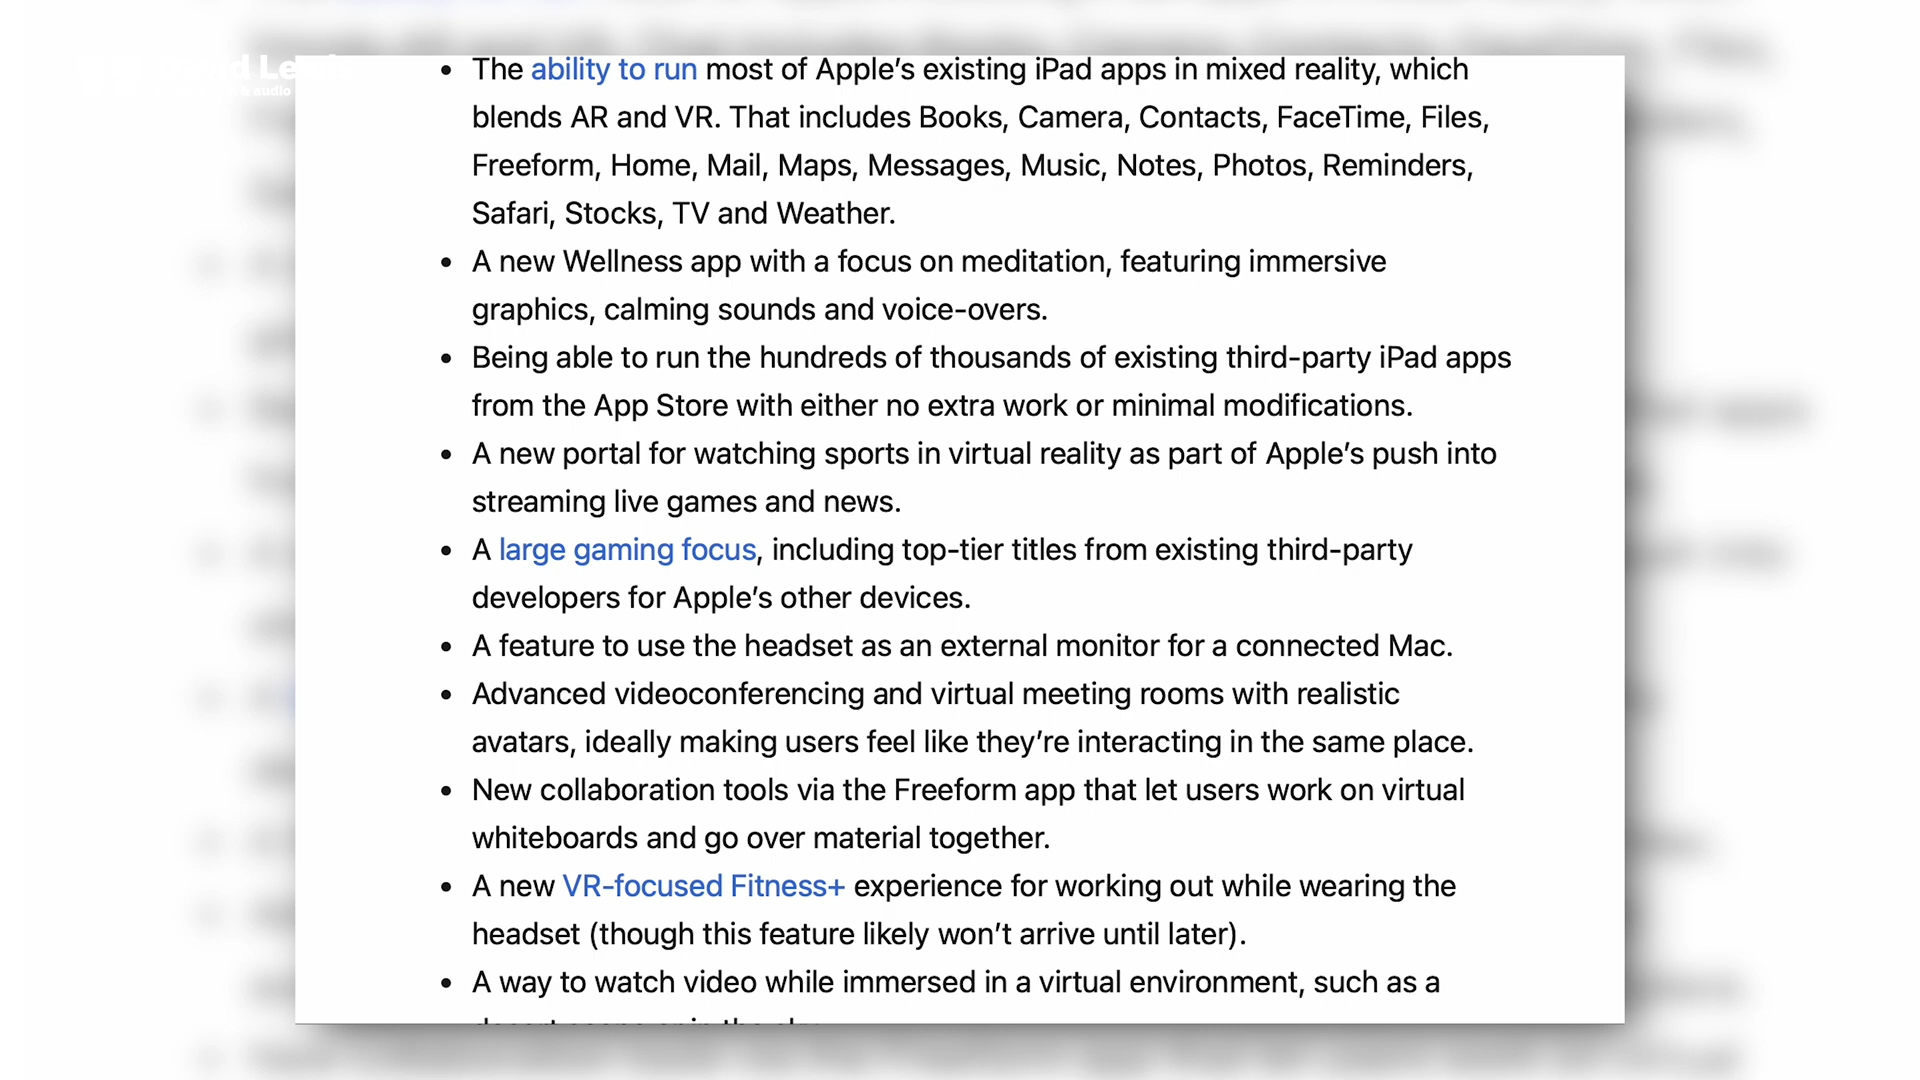 & audio
• The ability to run most of Apple’s existing iPad apps in mixed reality, which
blends AR and VR. That includes Books, Camera, Contacts, FaceTime, Files,
Freeform, Home, Mail, Maps, Messages, Music, Notes, Photos, Reminders,
Safari, Stocks, TV and Weather.
• A new Wellness app with a focus on meditation, featuring immersive
graphics, calming sounds and voice-overs.
• Being able to run the hundreds of thousands of existing third-party iPad apps
from the App Store with either no extra work or minimal modifications.
• A new portal for watching sports in virtual reality as part of Apple’s push into
streaming live games and news.
• A large gaming focus, including top-tier titles from existing third-party
developers for Apple’s other devices.
• A feature to use the headset as an external monitor for a connected Mac.
• Advanced videoconferencing and virtual meeting rooms with realistic
avatars, ideally making users feel like they’re interacting in the same place.
• New collaboration tools via the Freeform app that let users work on virtual
whiteboards and go over material together.
• A new VR-focused Fitness+ experience for working out while wearing the
headset (though this feature likely won’t arrive until later).
• A way to watch video while immersed in a virtual environment, such as a